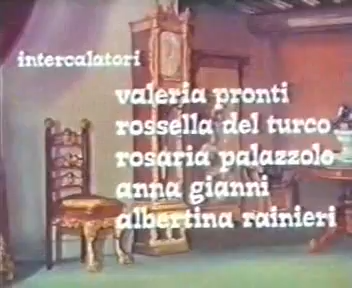 intercalatori
valeria pronti
rossella del turco
rosaria palazzolo
anna gianni
albertina rainieri